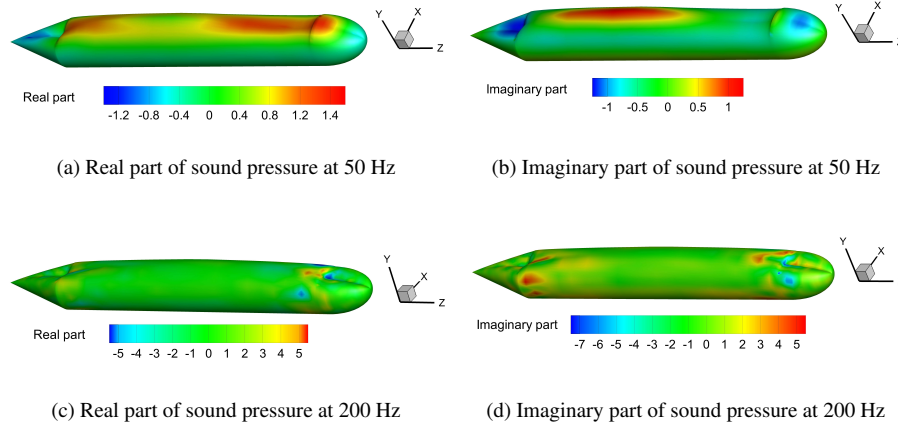 Y X Z
Real part
-1.2 -0.8 -0.4 0 0.4 0.8 1.2 1.4
(a) Real part of sound pressure at 50 Hz
Y X
Imaginary part
-1 -0.5 0 0.5 1
(b) Imaginary part of sound pressure at 50 Hz
Y X Z
Real part
-5 -4 -3 -2 -1 0 1 2 3 4 5
(c) Real part of sound pressure at 200 Hz
Y X
Imaginary part
-7 -6 -5 -4 -3 -2 -1 0 1 2 3 4 5
(d) Imaginary part of sound pressure at 200 Hz